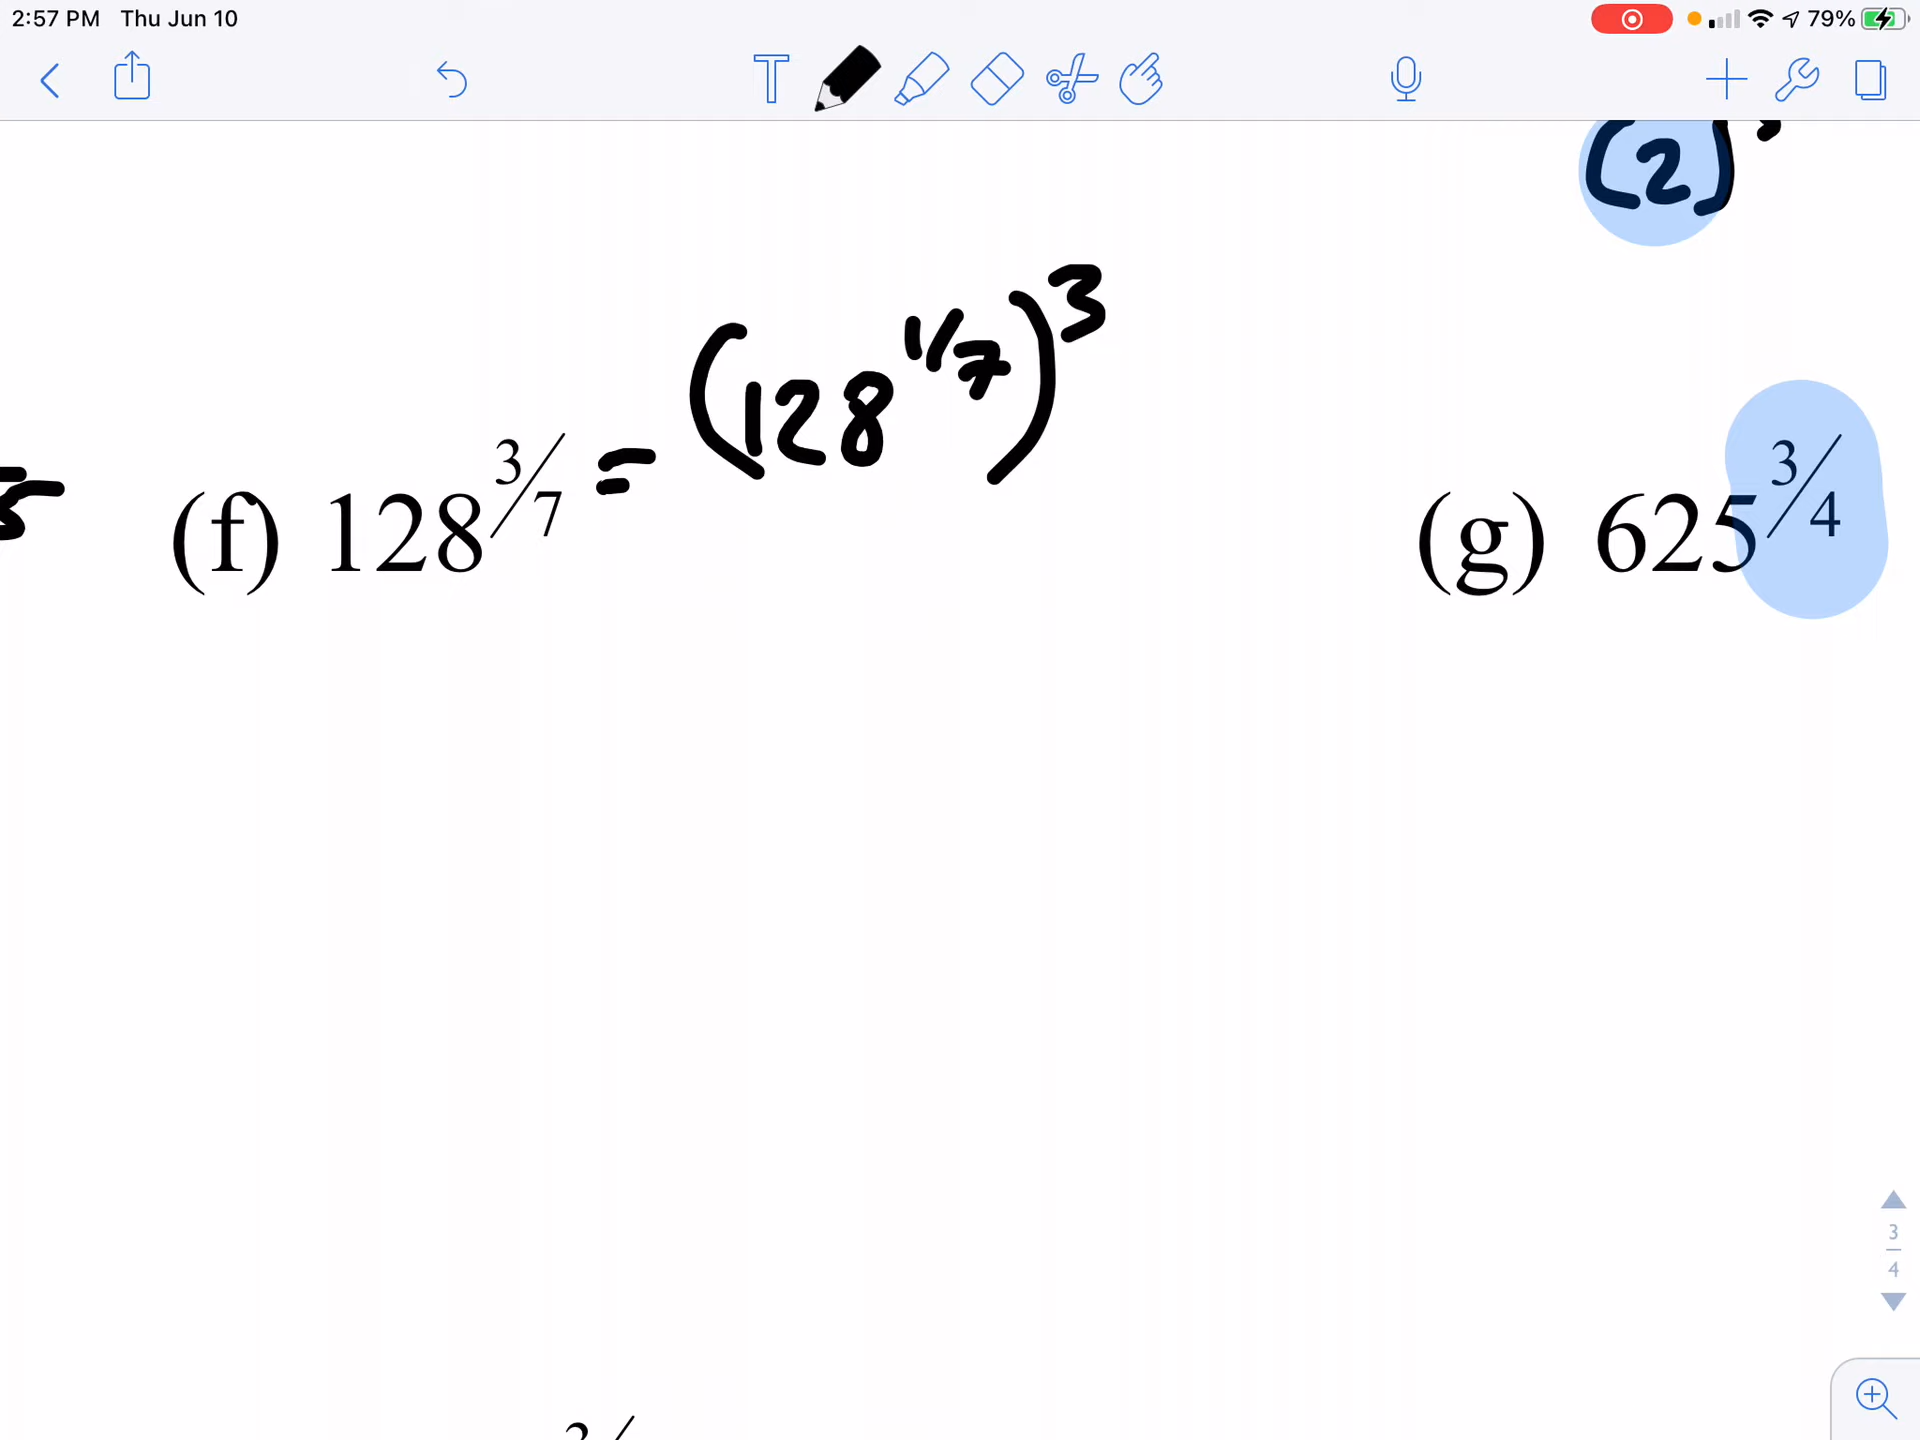 2:57 PM Thu Jun 10 79%
T
(2)
(128^1/7)^3
(f) 128^3/7 =
(g) 625^3/4
3
4